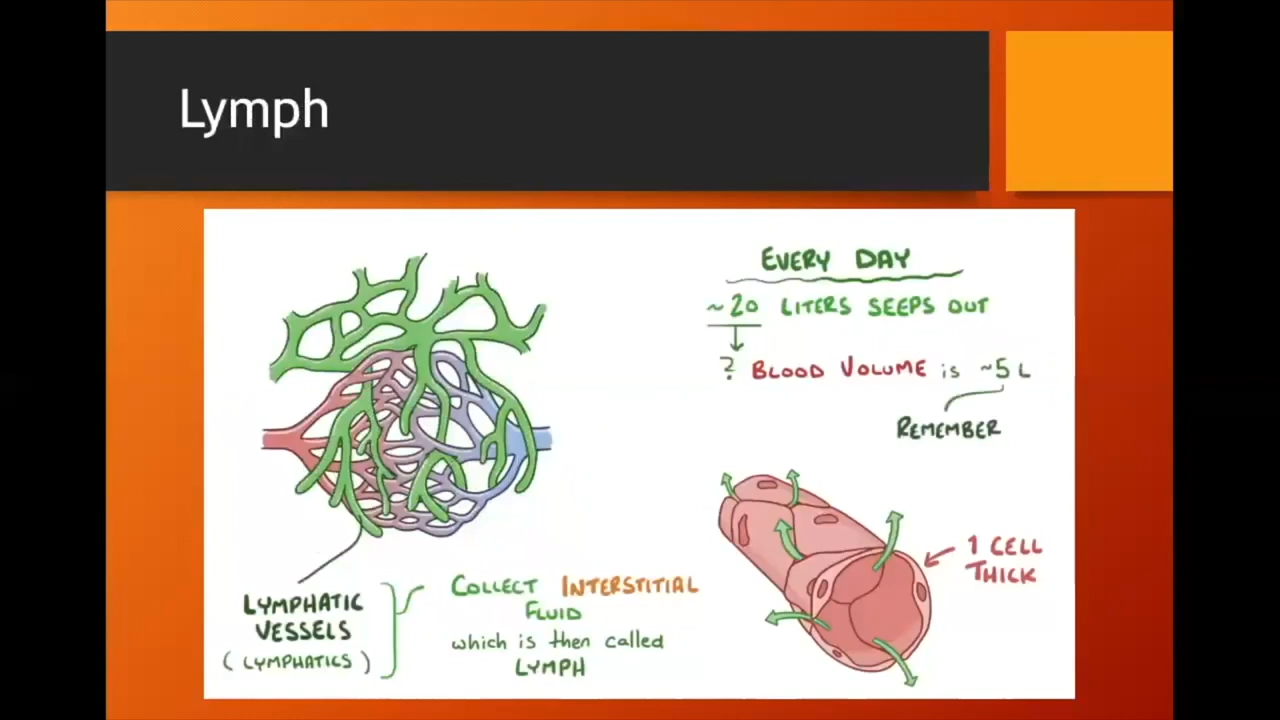 Lymph
EVERY DAY
~20 LITERS SEEPS OUT
? BLOOD VOLUME is ~5 L
REMEMBER
1 CELL
THICK
LYMPHATIC
VESSELS
(LYMPHATICS)
COLLECT INTERSTITIAL
FLUID
which is then called
LYMPH